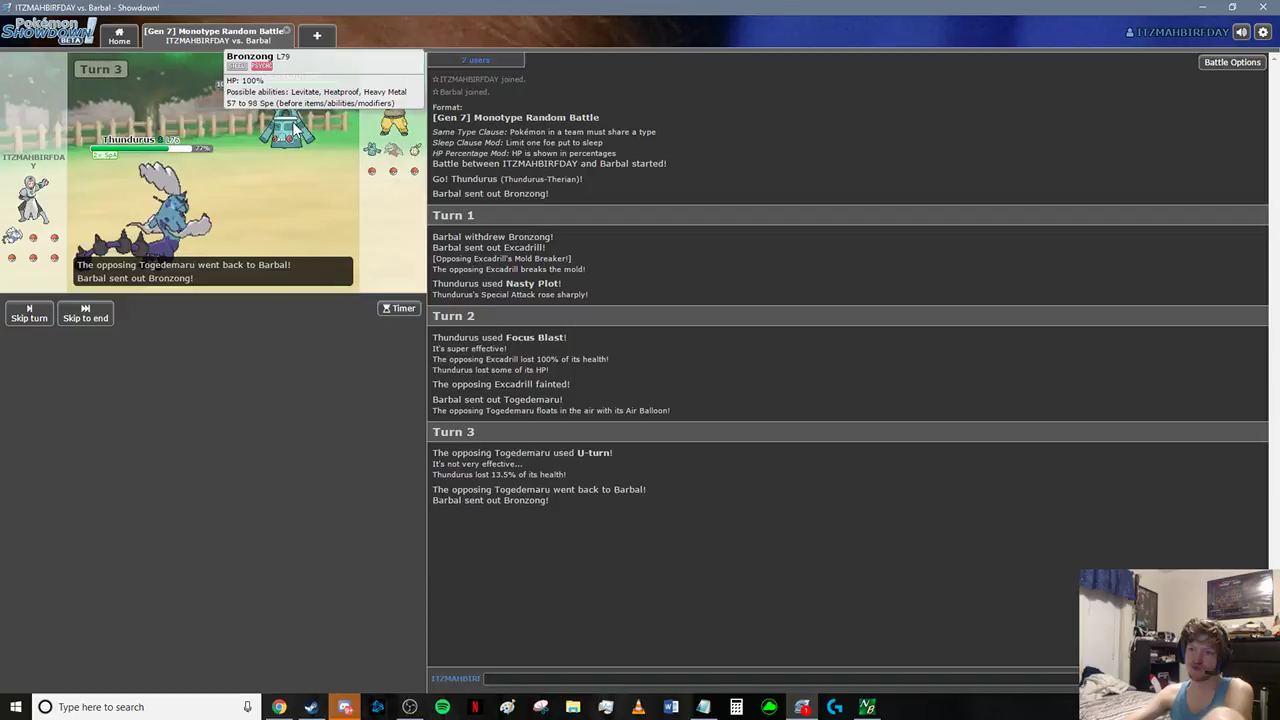 ITZMAHBIRFDAY vs. Barbal - Showdown!
Pokémon
Showdown!
BETA
Home
[Gen 7] Monotype Random Battle
ITZMAHBIRFDAY vs. Barbal
ITZMAHBIRFDAY
Turn 3
Bronzong L79
STEEL PSYCHC
HP: 100%
Possible abilities: Levitate, Heatproof, Heavy Metal
57 to 98 Spe (before items/abilities/modifiers)
Thundurus L76
77%
2x SpA
ITZMAHBIRFDA
Y
The opposing Togedemaru went back to Barbal!
Barbal sent out Bronzong!
Skip turn
Skip to end
Timer
2 users
Battle Options
☆ITZMAHBIRFDAY joined.
☆Barbal joined.
Format:
[Gen 7] Monotype Random Battle
Same Type Clause: Pokémon in a team must share a type
Sleep Clause Mod: Limit one foe put to sleep
HP Percentage Mod: HP is shown in percentages
Battle between ITZMAHBIRFDAY and Barbal started!
Go! Thundurus (Thundurus-Therian)!
Barbal sent out Bronzong!
Turn 1
Barbal withdrew Bronzong!
Barbal sent out Excadrill!
[Opposing Excadrill's Mold Breaker!]
The opposing Excadrill breaks the mold!
Thundurus used Nasty Plot!
Thundurus's Special Attack rose sharply!
Turn 2
Thundurus used Focus Blast!
It's super effective!
The opposing Excadrill lost 100% of its health!
Thundurus lost some of its HP!
The opposing Excadrill fainted!
Barbal sent out Togedemaru!
The opposing Togedemaru floats in the air with its Air Balloon!
Turn 3
The opposing Togedemaru used U-turn!
It's not very effective...
Thundurus lost 13.5% of its health!
The opposing Togedemaru went back to Barbal!
Barbal sent out Bronzong!
ITZMAHBIRF
Type here to search